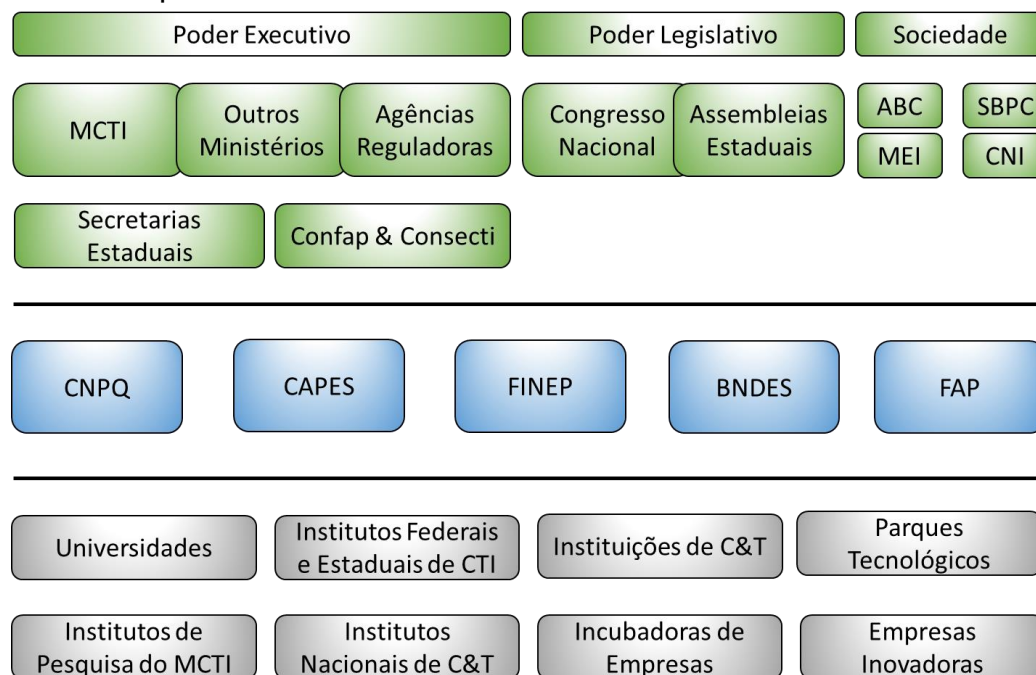 Poder Executivo
Poder Legislativo
Sociedade
MCTI
Outros
Ministérios
Agências
Reguladoras
Congresso
Nacional
Assembleias
Estaduais
ABC
SBPC
MEI
CNI
Secretarias
Estaduais
Confap & Consecti
CNPQ
CAPES
FINEP
BNDES
FAP
Universidades
Institutos Federais
e Estaduais de CTI
Instituições de C&T
Parques
Tecnológicos
Institutos de
Pesquisa do MCTI
Institutos
Nacionais de C&T
Incubadoras de
Empresas
Empresas
Inovadoras